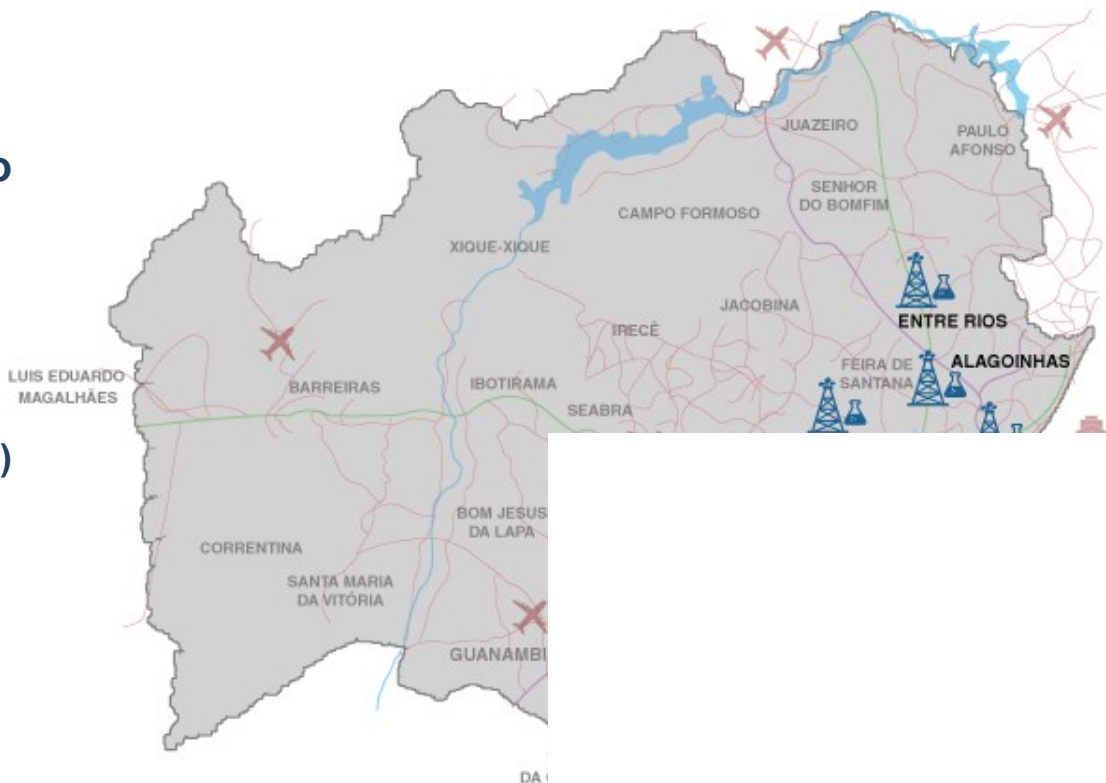 JUAZEIRO
PAULO
AFONSO
o
SENHOR
DO BOMFIM
CAMPO FORMOSO
XIQUE-XIQUE
JACOBINA
ENTRE RIOS
IRECÊ
ALAGOINHAS
FEIRA DE
SANTANA
LUIS EDUARDO
MAGALHÃES
BARREIRAS
IBOTIRAMA
SEABRA
)
BOM JESUS
DA LAPA
CORRENTINA
SANTA MARIA
DA VITÓRIA
GUANAMBI
DA